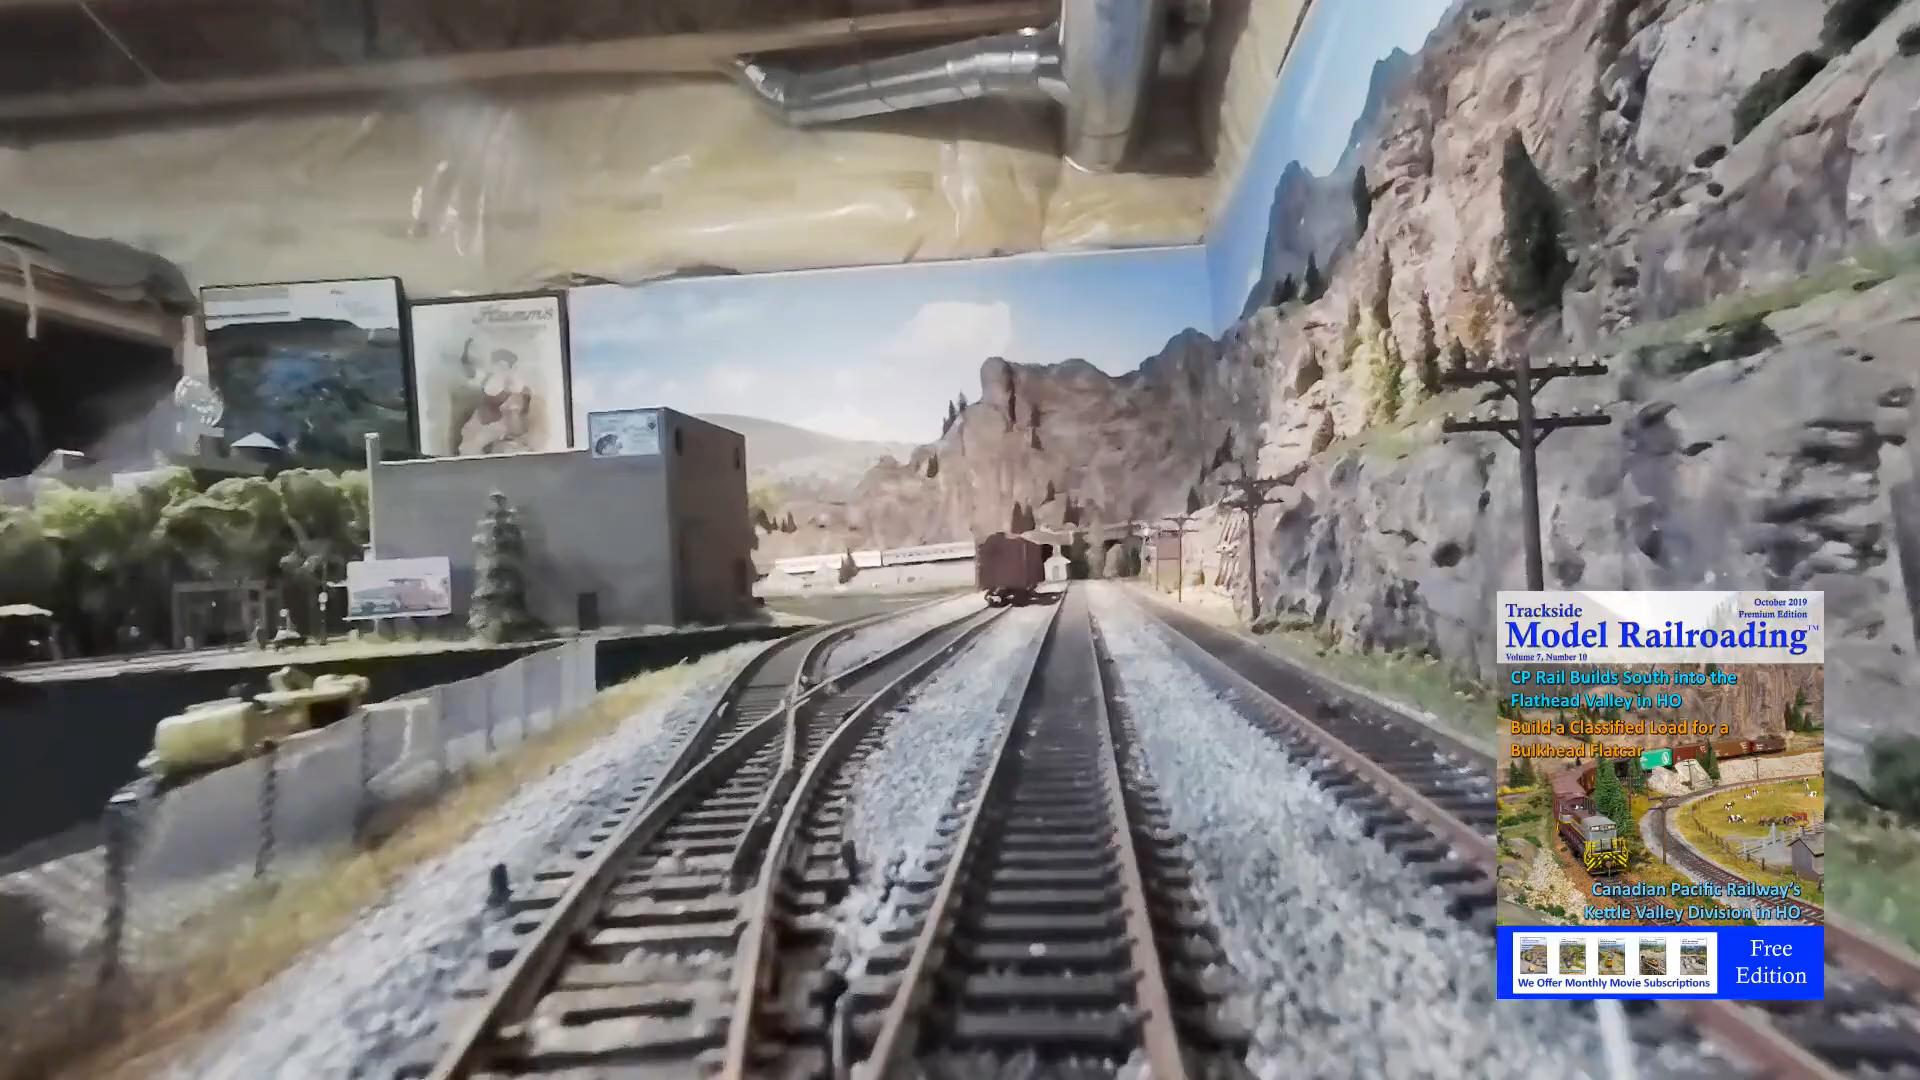 Hamms
Trackside
October 2019
Premium Edition
Model Railroading™
Volume 7, Number 10
CP Rail Builds South into the
Flathead Valley in HO
Build a Classified Load for a
Bulkhead Flatcar
Canadian Pacific Railway's
Kettle Valley Division in HO
We Offer Monthly Movie Subscriptions
Free
Edition